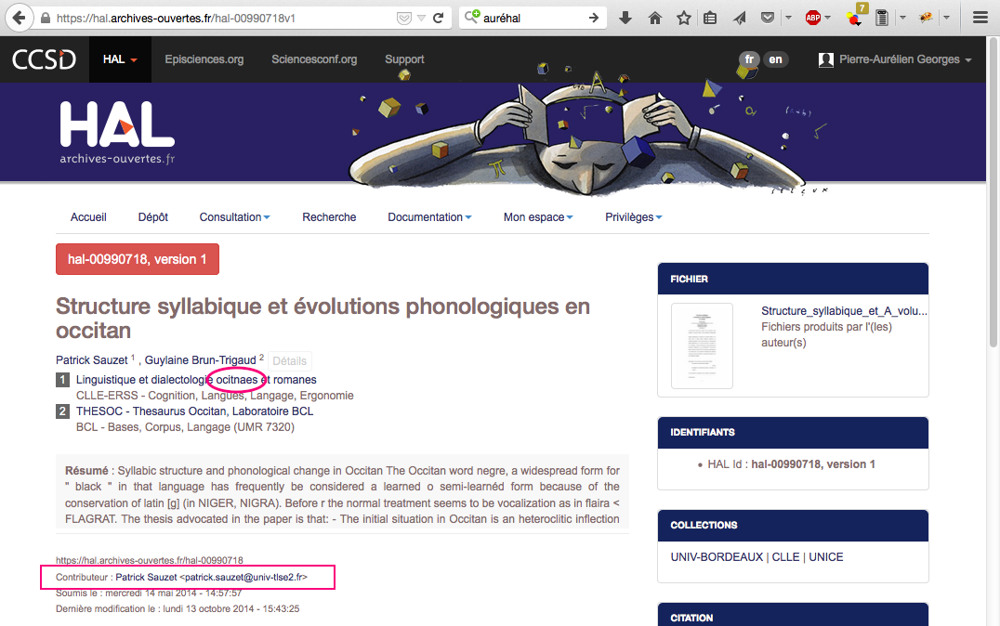 https://hal.archives-ouvertes.fr/hal-00990718v1
auréhal
ABP
7
CCSD
HAL
Episciences.org
Sciencesconf.org
Support
fr
en
Pierre-Aurélien Georges
HAL
archives-ouvertes.fr
Accueil
Dépôt
Consultation
Recherche
Documentation
Mon espace
Privilèges
hal-00990718, version 1
Structure syllabique et évolutions phonologiques en
occitan
Patrick Sauzet 1 , Guylaine Brun-Trigaud 2 Détails
1 Linguistique et dialectologie ocitnaes et romanes
CLLE-ERSS - Cognition, Langues, Langage, Ergonomie
2 THESOC - Thesaurus Occitan, Laboratoire BCL
BCL - Bases, Corpus, Langage (UMR 7320)
Résumé : Syllabic structure and phonological change in Occitan The Occitan word negre, a widespread form for
" black " in that language has frequently be considered a learned o semi-learnéd form because of the
conservation of latin [g] (in NIGER, NIGRA). Before r the normal treatment seems to be vocalization as in flaira <
FLAGRAT. The thesis advocated in the paper is that: - The initial situation in Occitan is an heteroclitic inflection
https://hal.archives-ouvertes.fr/hal-00990718
Contributeur : Patrick Sauzet <patrick.sauzet@univ-tlse2.fr>
Soumis le : mercredi 14 mai 2014 - 14:57:57
Dernière modification le : lundi 13 octobre 2014 - 15:43:25
FICHIER
Structure_syllabique_et_A_volu...
Fichiers produits par l'(les)
auteur(s)
IDENTIFIANTS
• HAL Id : hal-00990718, version 1
COLLECTIONS
UNIV-BORDEAUX | CLLE | UNICE
CITATION